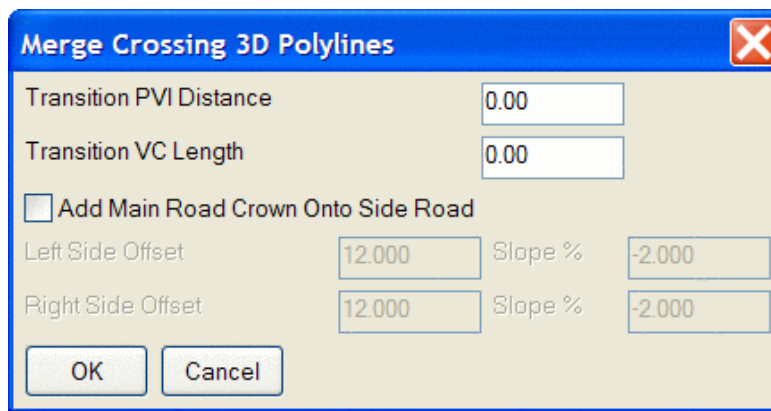 Merge Crossing 3D Polylines
Transition PVI Distance 0.00
Transition VC Length 0.00
Add Main Road Crown Onto Side Road
Left Side Offset 12.000 Slope % -2.000
Right Side Offset 12.000 Slope % -2.000
OK Cancel